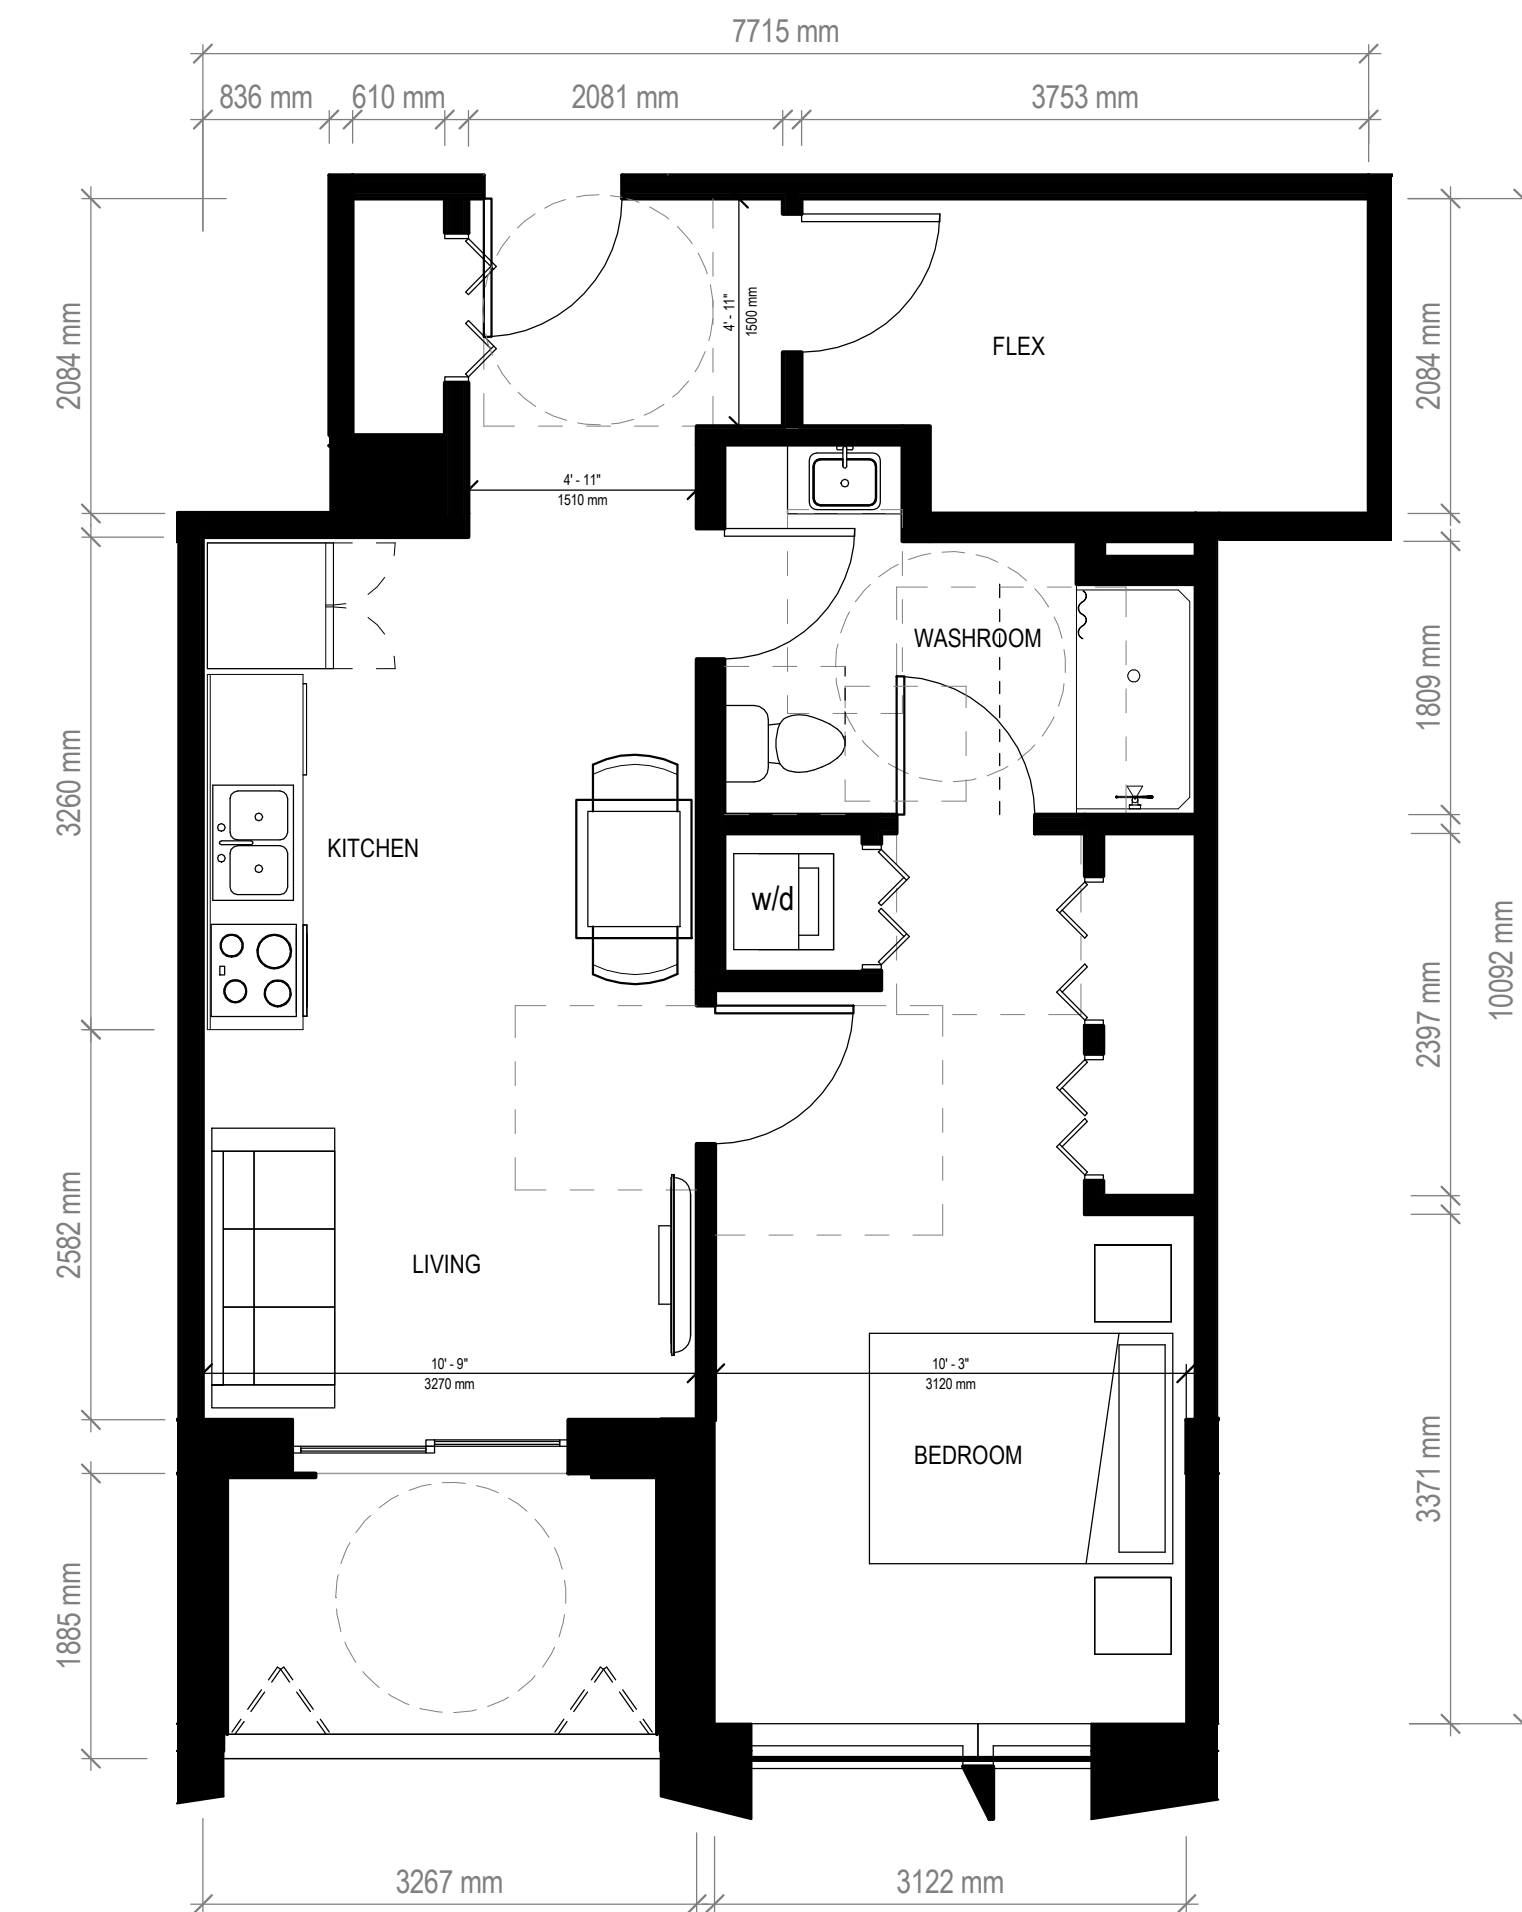 7715 mm
836 mm
610 mm
2081 mm
3753 mm
2084 mm
4' - 11"
1500 mm
FLEX
2084 mm
4' - 11"
1510 mm
WASHROOM
1809 mm
3260 mm
KITCHEN
w/d
10092 mm
2397 mm
2582 mm
LIVING
10' - 9"
3270 mm
10' - 3"
3120 mm
BEDROOM
3371 mm
1885 mm
3267 mm
3122 mm